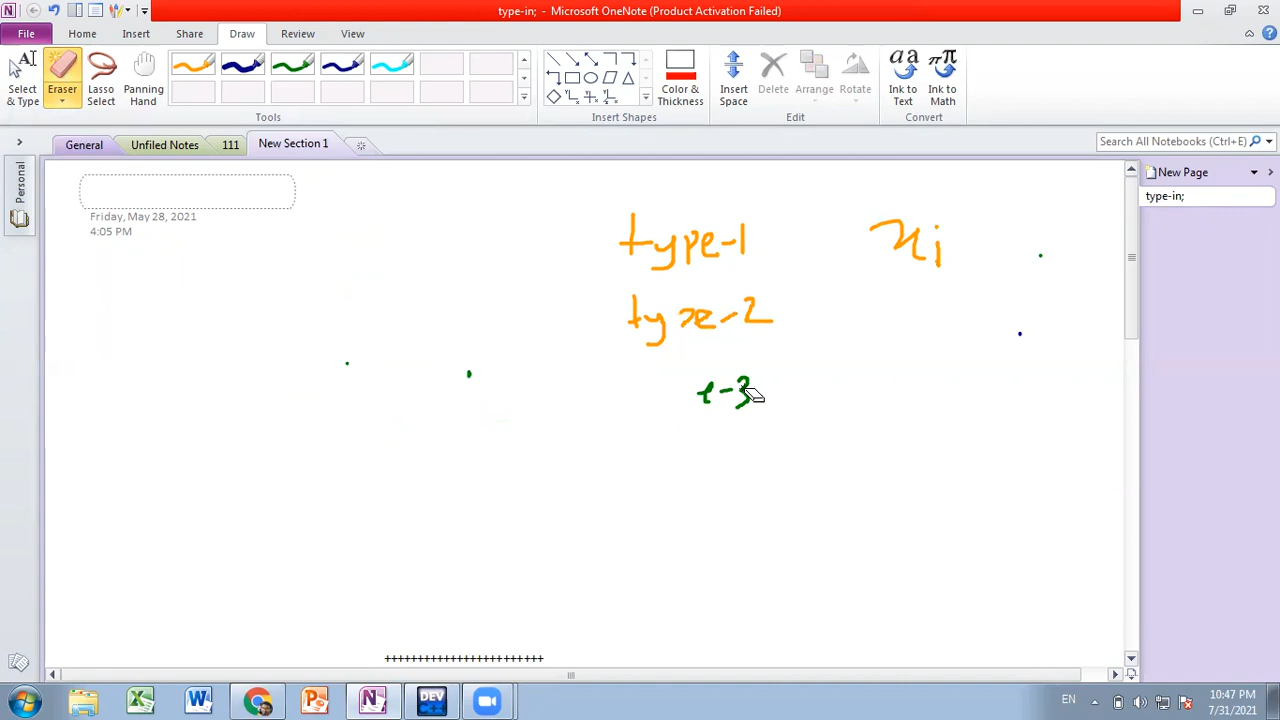 type-in; - Microsoft OneNote (Product Activation Failed)
File Home Insert Share Draw Review View
Select & Type Eraser Lasso Select Panning Hand Color & Thickness Insert Space Delete Arrange Rotate Ink to Text Ink to Math
Tools Insert Shapes Edit Convert
General Unfiled Notes 111 New Section 1 Search All Notebooks (Ctrl+E)
Personal
New Page
type-in;
Friday, May 28, 2021
4:05 PM
type-1
type-2
e-3
++++++++++++++++++++++++
EN 10:47 PM
7/31/2021
DEV C++